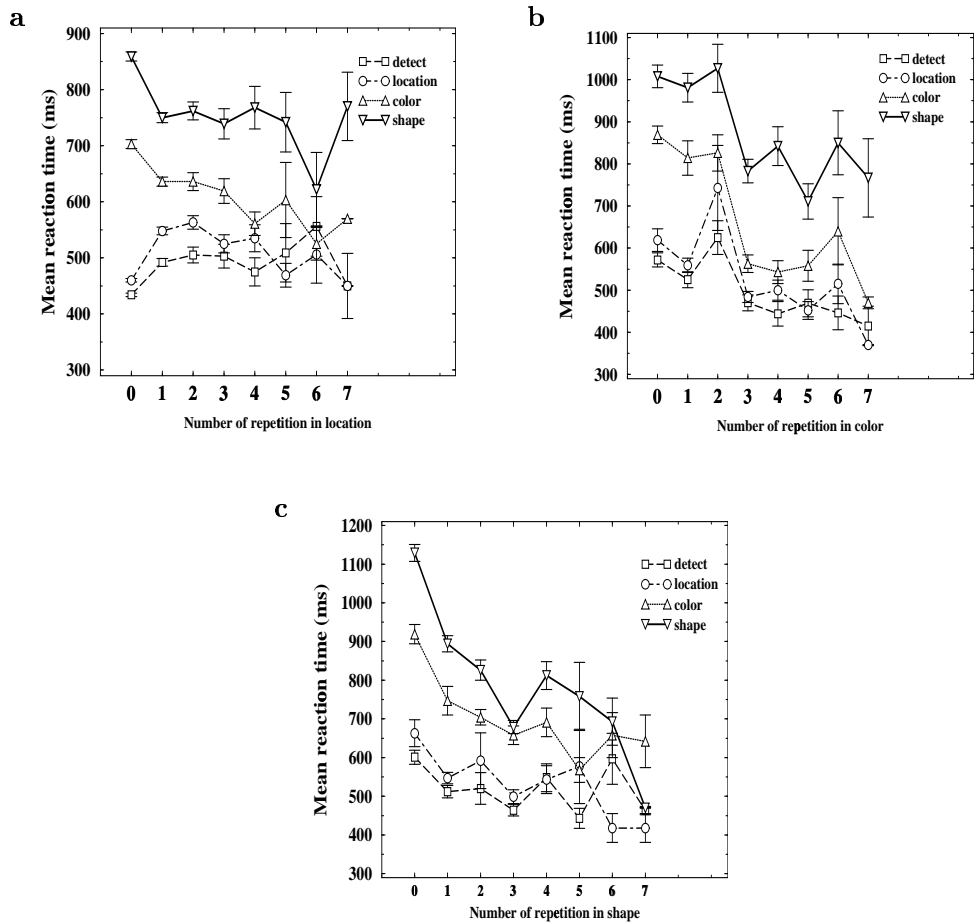 a
900
800
700
600
500
400
300
Mean reaction time (ms)
detect
location
color
shape
0 1 2 3 4 5 6 7
Number of repetition in location
b
1100
1000
900
800
700
600
500
400
300
Mean reaction time (ms)
detect
location
color
shape
0 1 2 3 4 5 6 7
Number of repetition in color
c
1200
1100
1000
900
800
700
600
500
400
300
Mean reaction time (ms)
detect
location
color
shape
0 1 2 3 4 5 6 7
Number of repetition in shape